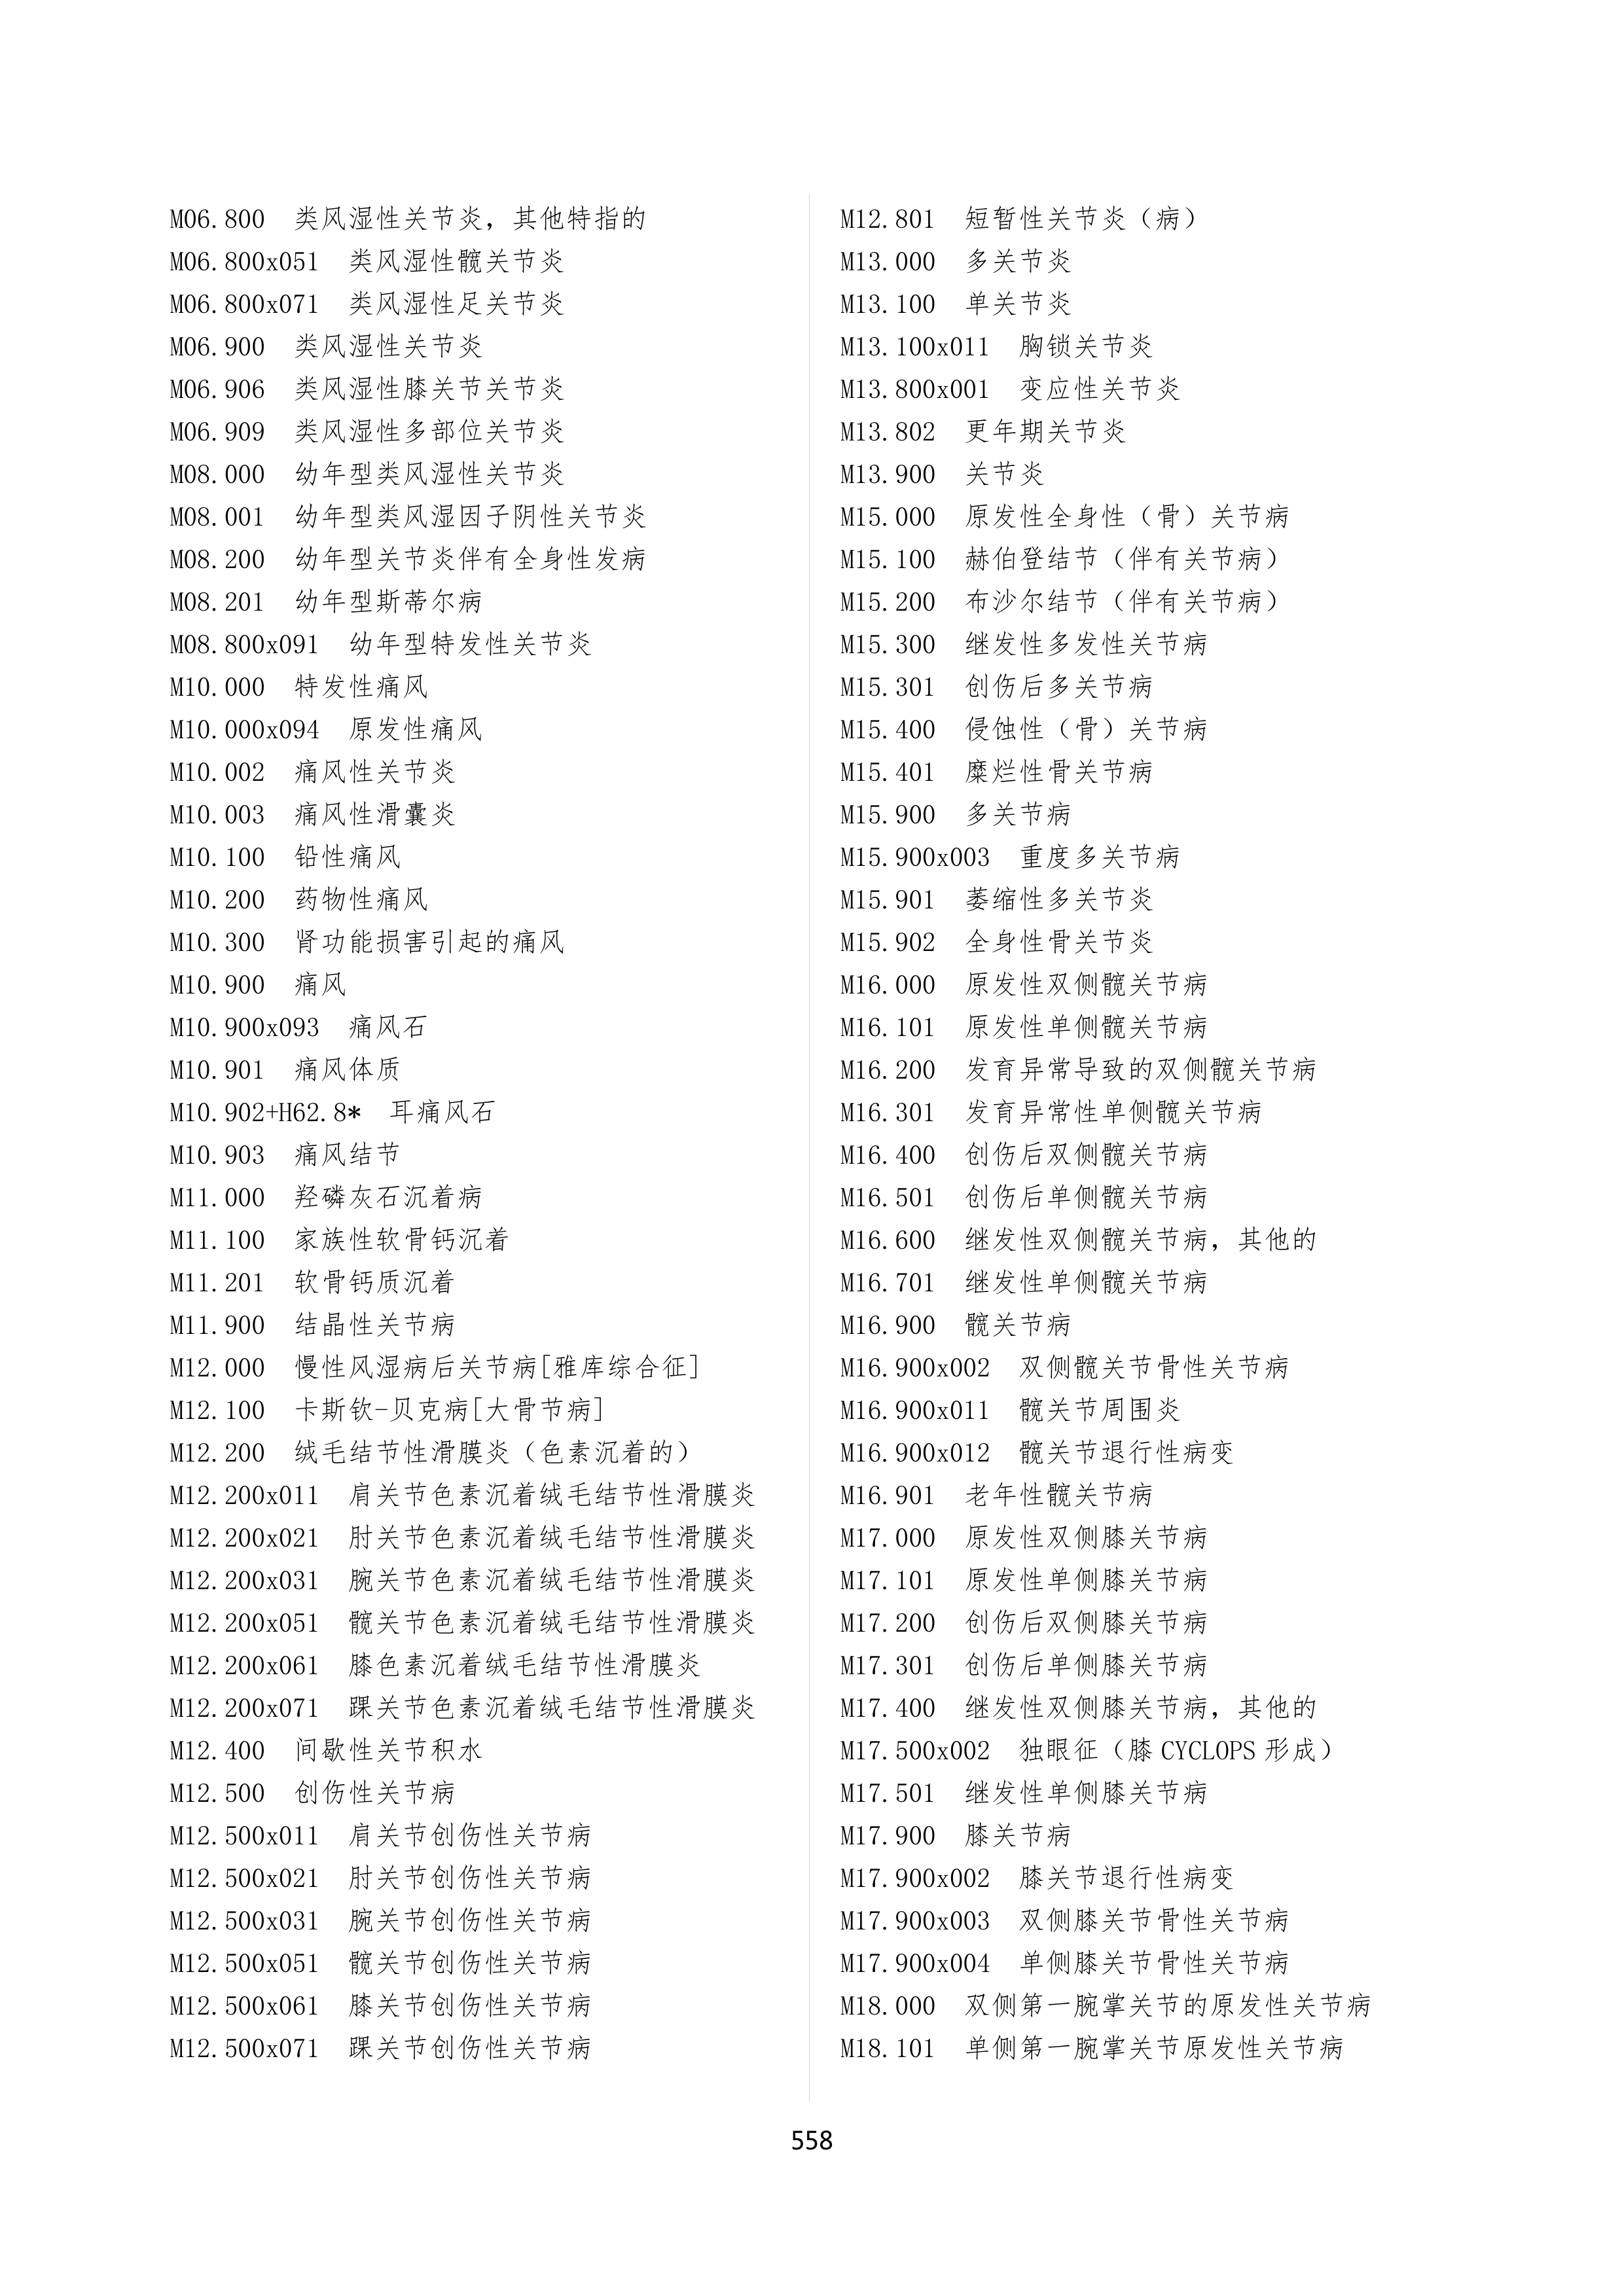 M06.800 类风湿性关节炎，其他特指的
M06.800x051 类风湿性髋关节炎
M06.800x071 类风湿性足关节炎
M06.900 类风湿性关节炎
M06.906 类风湿性膝关节关节炎
M06.909 类风湿性多部位关节炎
M08.000 幼年型类风湿性关节炎
M08.001 幼年型类风湿因子阴性关节炎
M08.200 幼年型关节炎伴有全身性发病
M08.201 幼年型斯蒂尔病
M08.800x091 幼年型特发性关节炎
M10.000 特发性痛风
M10.000x094 原发性痛风
M10.002 痛风性关节炎
M10.003 痛风性滑囊炎
M10.100 铅性痛风
M10.200 药物性痛风
M10.300 肾功能损害引起的痛风
M10.900 痛风
M10.900x093 痛风石
M10.901 痛风体质
M10.902+H62.8* 耳痛风石
M10.903 痛风结节
M11.000 羟磷灰石沉着病
M11.100 家族性软骨钙沉着
M11.201 软骨钙质沉着
M11.900 结晶性关节病
M12.000 慢性风湿病后关节病[雅库综合征]
M12.100 卡斯钦-贝克病[大骨节病]
M12.200 绒毛结节性滑膜炎（色素沉着的）
M12.200x011 肩关节色素沉着绒毛结节性滑膜炎
M12.200x021 肘关节色素沉着绒毛结节性滑膜炎
M12.200x031 腕关节色素沉着绒毛结节性滑膜炎
M12.200x051 髋关节色素沉着绒毛结节性滑膜炎
M12.200x061 膝色素沉着绒毛结节性滑膜炎
M12.200x071 踝关节色素沉着绒毛结节性滑膜炎
M12.400 间歇性关节积水
M12.500 创伤性关节病
M12.500x011 肩关节创伤性关节病
M12.500x021 肘关节创伤性关节病
M12.500x031 腕关节创伤性关节病
M12.500x051 髋关节创伤性关节病
M12.500x061 膝关节创伤性关节病
M12.500x071 踝关节创伤性关节病
M12.801 短暂性关节炎（病）
M13.000 多关节炎
M13.100 单关节炎
M13.100x011 胸锁关节炎
M13.800x001 变应性关节炎
M13.802 更年期关节炎
M13.900 关节炎
M15.000 原发性全身性（骨）关节病
M15.100 赫伯登结节（伴有关节病）
M15.200 布沙尔结节（伴有关节病）
M15.300 继发性多发性关节病
M15.301 创伤后多关节病
M15.400 侵蚀性（骨）关节病
M15.401 糜烂性骨关节病
M15.900 多关节病
M15.900x003 重度多关节病
M15.901 萎缩性多关节炎
M15.902 全身性骨关节炎
M16.000 原发性双侧髋关节病
M16.101 原发性单侧髋关节病
M16.200 发育异常导致的双侧髋关节病
M16.301 发育异常性单侧髋关节病
M16.400 创伤后双侧髋关节病
M16.501 创伤后单侧髋关节病
M16.600 继发性双侧髋关节病，其他的
M16.701 继发性单侧髋关节病
M16.900 髋关节病
M16.900x002 双侧髋关节骨性关节病
M16.900x011 髋关节周围炎
M16.900x012 髋关节退行性病变
M16.901 老年性髋关节病
M17.000 原发性双侧膝关节病
M17.101 原发性单侧膝关节病
M17.200 创伤后双侧膝关节病
M17.301 创伤后单侧膝关节病
M17.400 继发性双侧膝关节病，其他的
M17.500x002 独眼征（膝 CYCLOPS 形成）
M17.501 继发性单侧膝关节病
M17.900 膝关节病
M17.900x002 膝关节退行性病变
M17.900x003 双侧膝关节骨性关节病
M17.900x004 单侧膝关节骨性关节病
M18.000 双侧第一腕掌关节的原发性关节病
M18.101 单侧第一腕掌关节原发性关节病
558